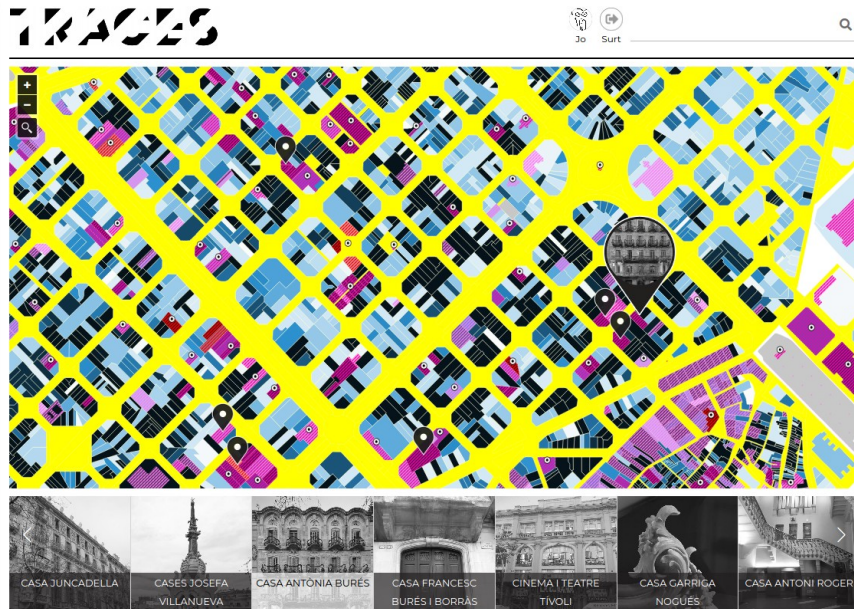 TRACES
Jo Surt
+
−
CASA JUNCADELLA
CASES JOSEFA
VILLANUEVA
CASA ANTÒNIA BURÉS
CASA FRANCESC
BURÉS I BORRÀS
CINEMA I TEATRE
TÍVOLI
CASA GARRIGA
NOGUÉS
CASA ANTONI ROGER